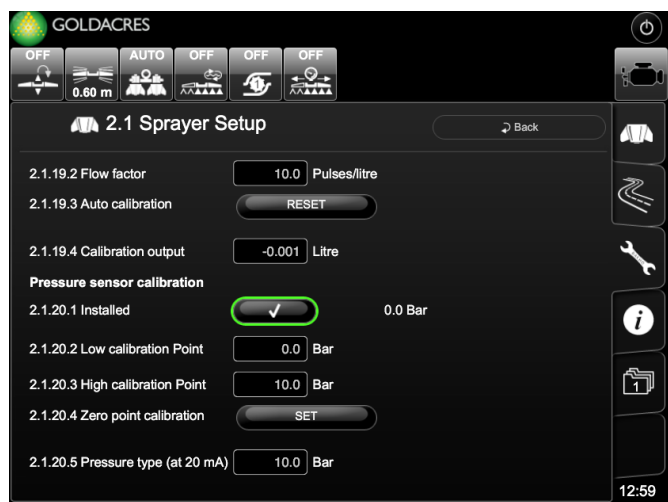 GOLDACRES
OFF AUTO OFF OFF OFF
0.60 m 1
2.1 Sprayer Setup Back
2.1.19.2 Flow factor 10.0 Pulses/litre
2.1.19.3 Auto calibration RESET
2.1.19.4 Calibration output -0.001 Litre
Pressure sensor calibration
2.1.20.1 Installed 0.0 Bar
i
2.1.20.2 Low calibration Point 0.0 Bar
2.1.20.3 High calibration Point 10.0 Bar
1
2.1.20.4 Zero point calibration SET
2.1.20.5 Pressure type (at 20 mA) 10.0 Bar
12:59